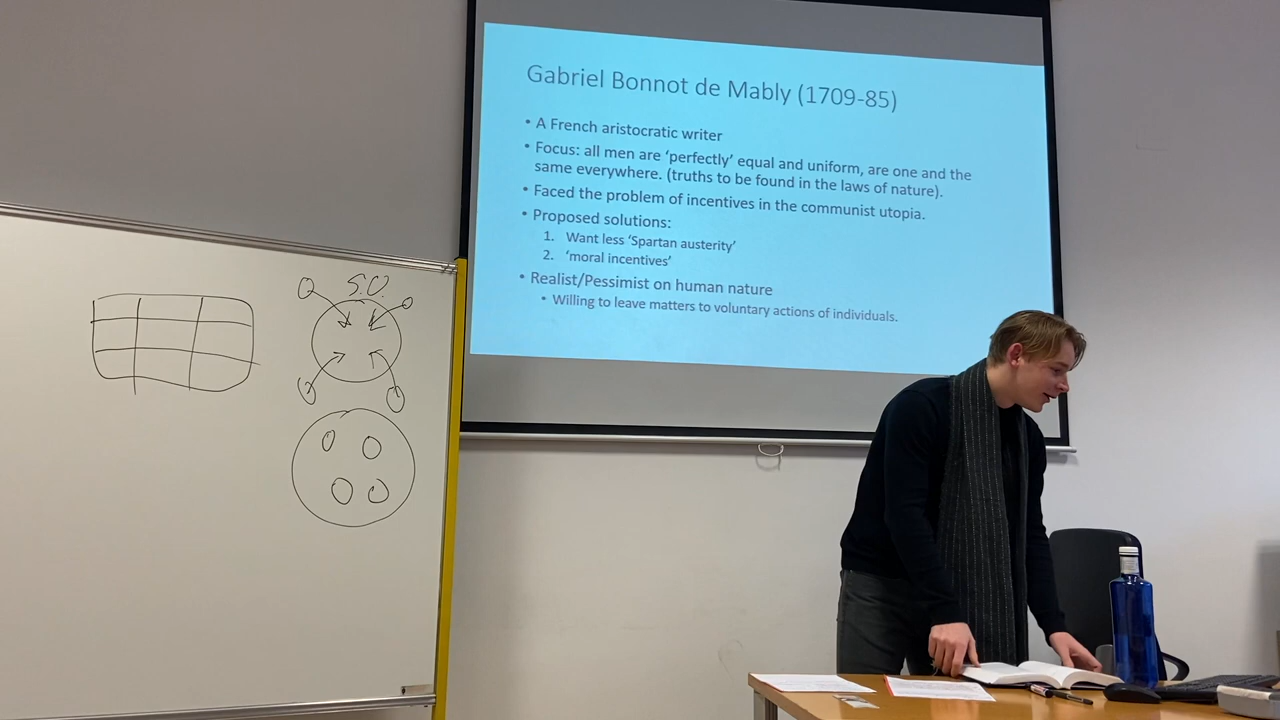 Gabriel Bonnot de Mably (1709-85)
• A French aristocratic writer
• Focus: all men are ‘perfectly’ equal and uniform, are one and the
same everywhere. (truths to be found in the laws of nature).
• Faced the problem of incentives in the communist utopia.
• Proposed solutions:
1. Want less ‘Spartan austerity’
2. ‘moral incentives’
• Realist/Pessimist on human nature
• Willing to leave matters to voluntary actions of individuals.